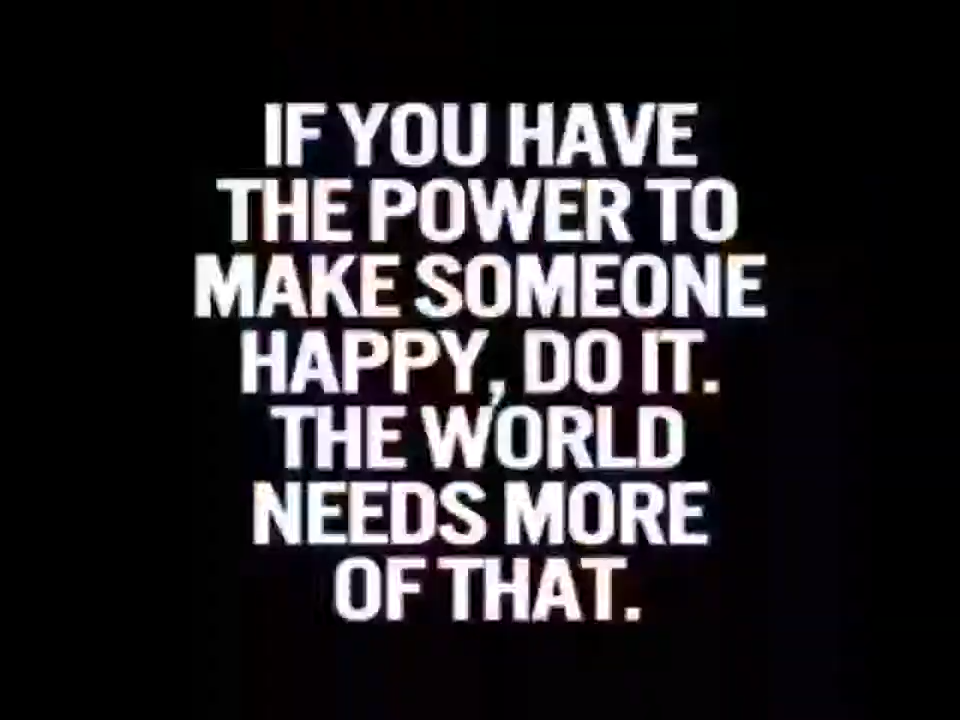 IF YOU HAVE
THE POWER TO
MAKE SOMEONE
HAPPY, DO IT.
THE WORLD
NEEDS MORE
OF THAT.